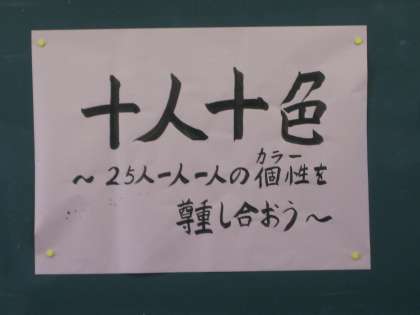 十人十色
カラー
～25人一人一人の個性を
尊重し合おう～